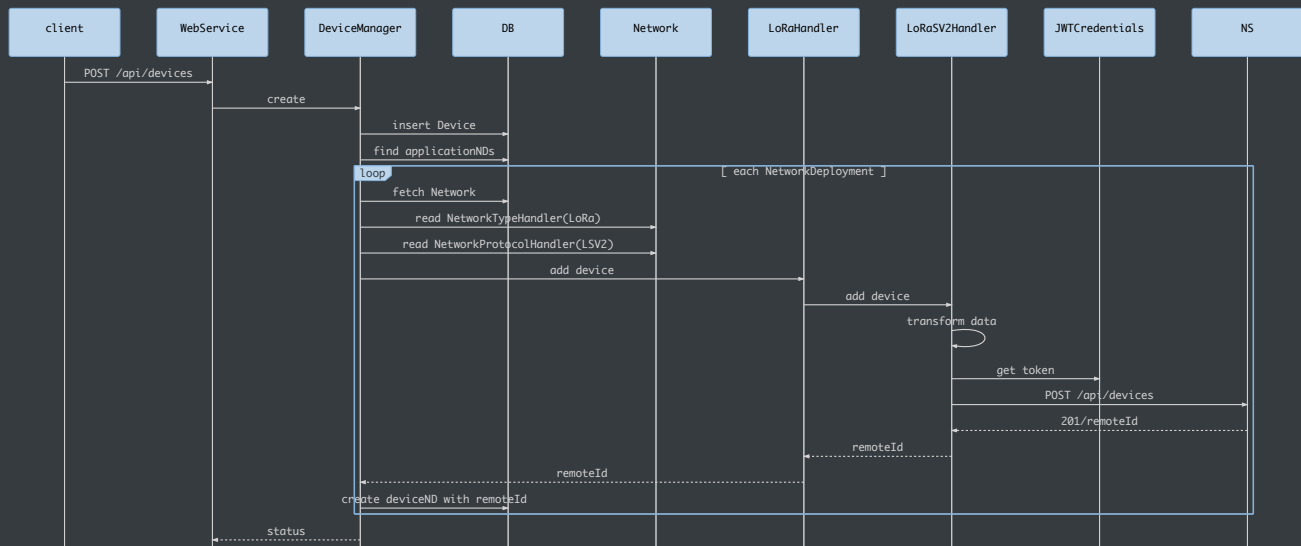 client WebService DeviceManager DB Network LoRaHandler LoRaSV2Handler JWTCredentials NS
POST /api/devices
create
insert Device
find applicationNDs
loop [ each NetworkDeployment ]
fetch Network
read NetworkTypeHandler(LoRa)
read NetworkProtocolHandler(LSV2)
add device
add device
transform data
get token
POST /api/devices
201/remoteId
remoteId
remoteId
create deviceND with remoteId
status